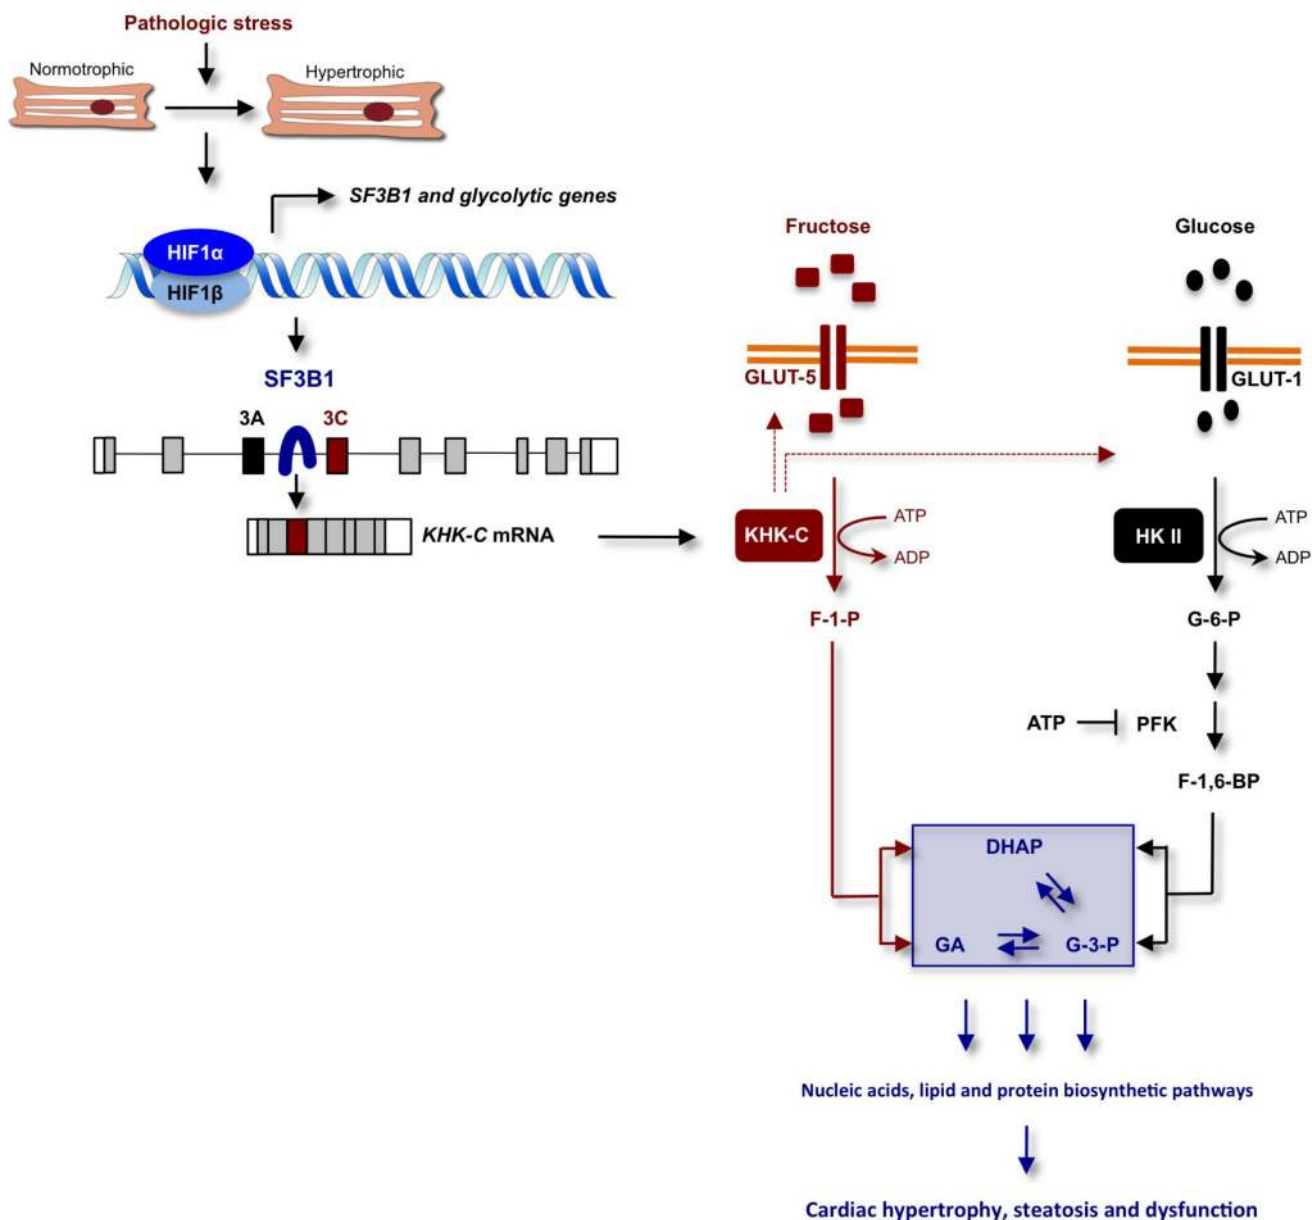 Pathologic stress
Normotrophic
Hypertrophic
SF3B1 and glycolytic genes
HIF1α
HIF1β
SF3B1
3A
3C
KHK-C mRNA
Fructose
Glucose
GLUT-5
GLUT-1
KHK-C
ATP
ADP
HK II
ATP
ADP
F-1-P
G-6-P
ATP
PFK
F-1,6-BP
DHAP
GA
G-3-P
Nucleic acids, lipid and protein biosynthetic pathways
Cardiac hypertrophy, steatosis and dysfunction